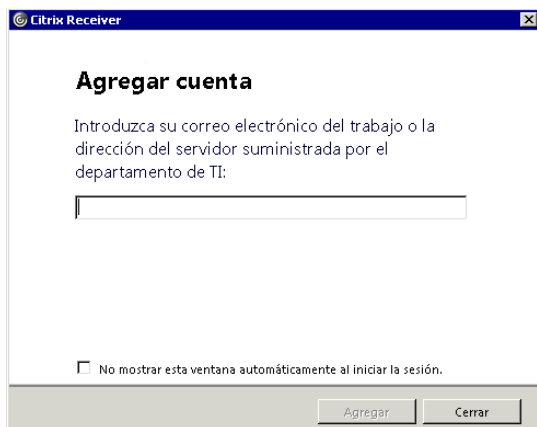 Citrix Receiver
Agregar cuenta
Introduzca su correo electrónico del trabajo o la
dirección del servidor suministrada por el
departamento de TI:
No mostrar esta ventana automáticamente al iniciar la sesión.
Agregar
Cerrar